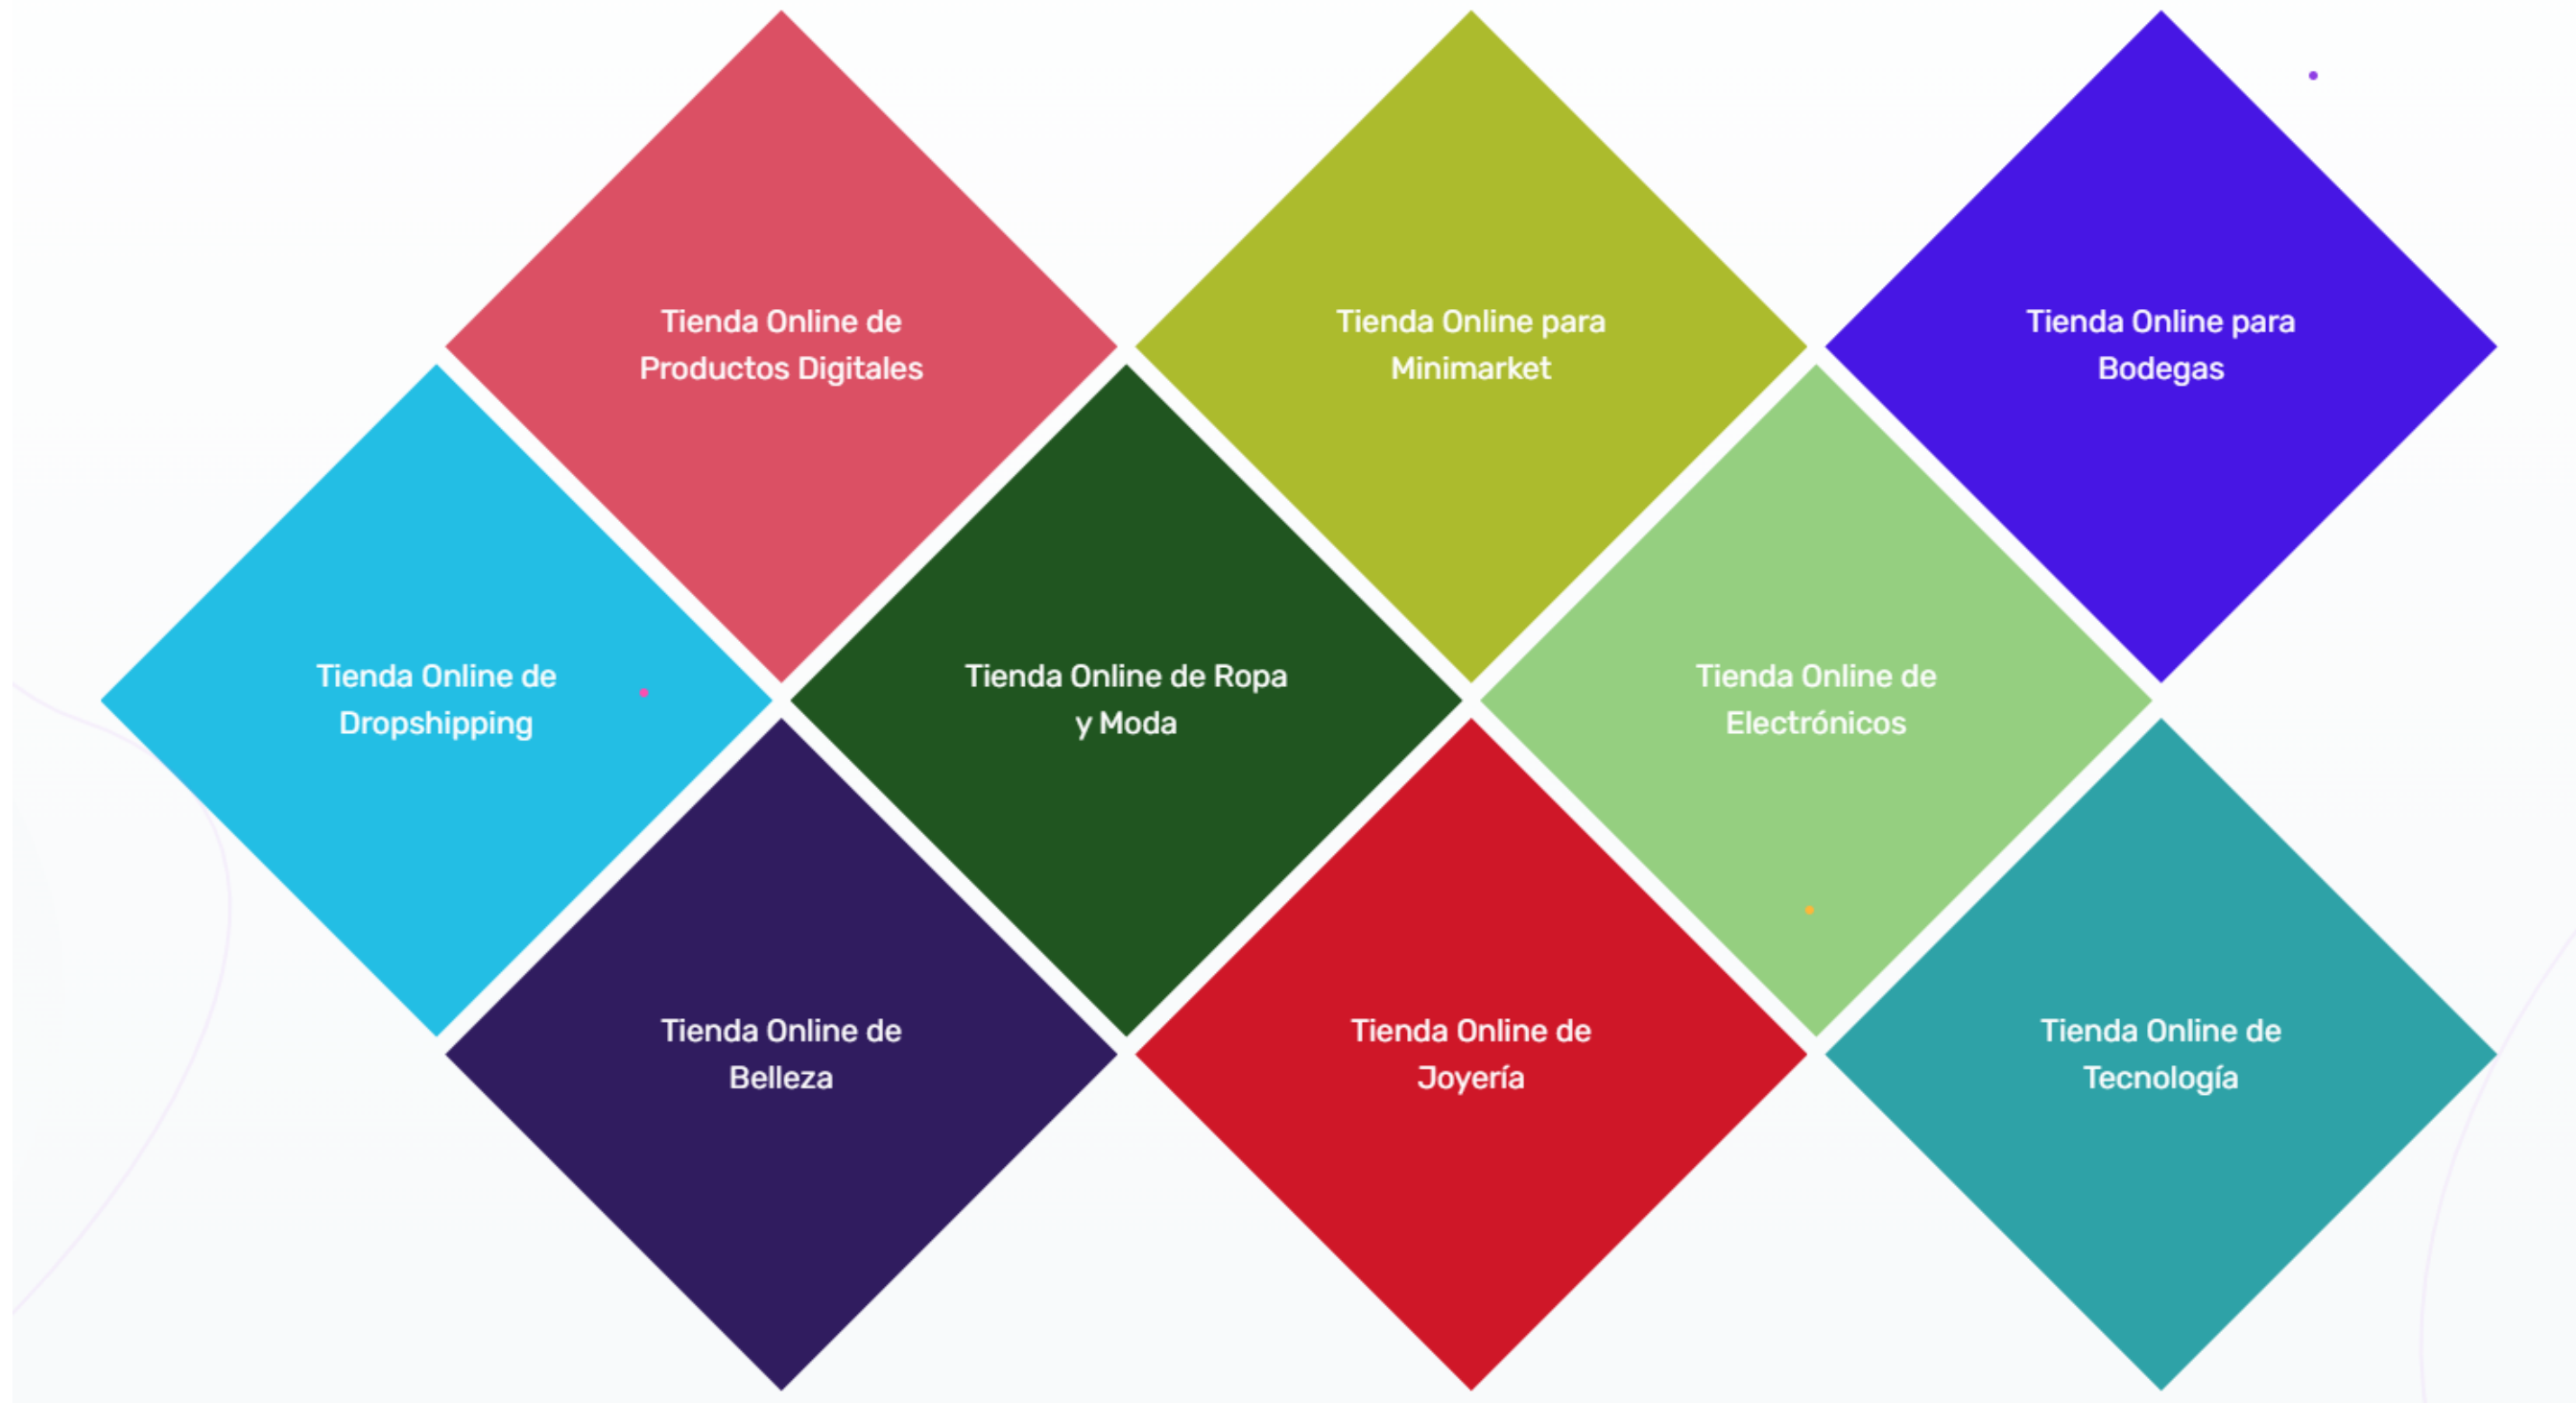 Tienda Online de
Productos Digitales
Tienda Online para
Minimarket
Tienda Online para
Bodegas
Tienda Online de
Dropshipping
Tienda Online de Ropa
y Moda
Tienda Online de
Electrónicos
Tienda Online de
Belleza
Tienda Online de
Joyería
Tienda Online de
Tecnología